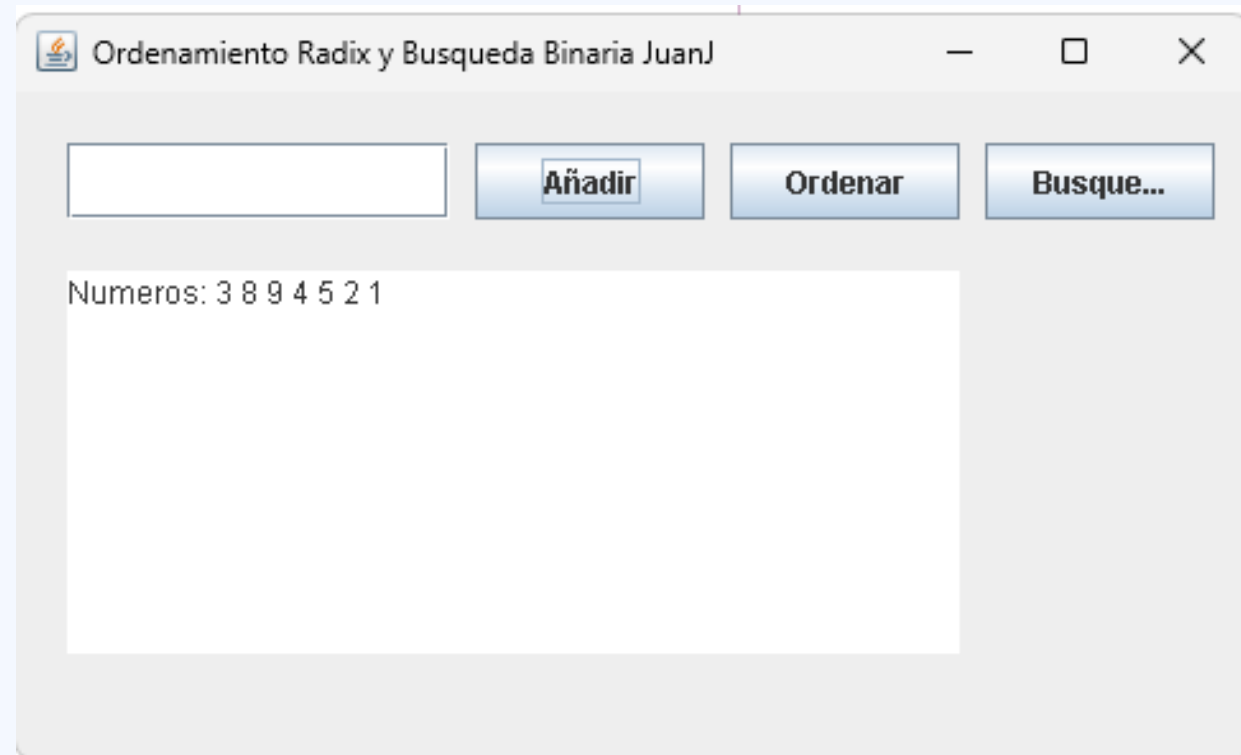 Ordenamiento Radix y Busqueda Binaria JuanJ
Añadir Ordenar Busque...
Numeros: 3 8 9 4 5 2 1